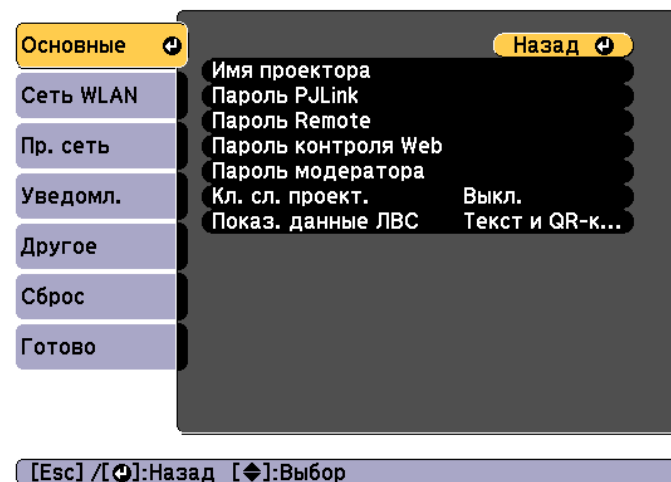 Основные
Сеть WLAN
Пр. сеть
Уведомл.
Другое
Сброс
Готово
Назад
Имя проектора
Пароль PJLink
Пароль Remote
Пароль контроля Web
Пароль модератора
Кл. сл. проект. Выкл.
Показ. данные ЛВС Текст и QR-к...
[Esc] /[ ]:Назад [ ]:Выбор